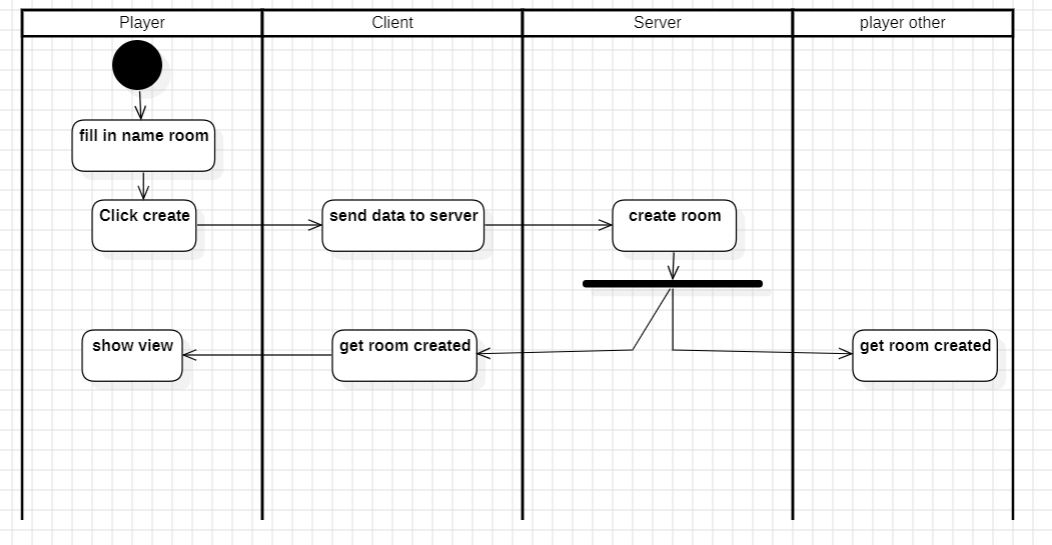 Player
Client
Server
player other
fill in name room
Click create
send data to server
create room
show view
get room created
get room created